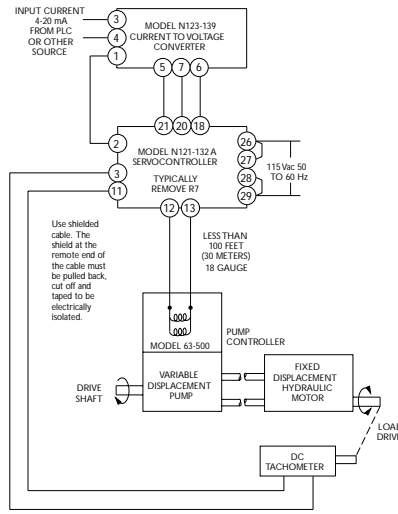 INPUT CURRENT
4-20 mA
FROM PLC
OR OTHER
SOURCE
3
4
1
MODEL N123-139
CURRENT TO VOLTAGE
CONVERTER
5 7 6
21 20 18
2
3
11
MODEL N121-132 A
SERVOCONTROLLER
TYPICALLY
REMOVE R7
26
27
28
29
115 Vac 50
TO 60 Hz
12 13
Use shielded
cable. The
shield at the
remote end of
the cable must
be pulled back,
cut off and
taped to be
electrically
isolated.
LESS THAN
100 FEET
(30 METERS)
18 GAUGE
MODEL 63-500
PUMP
CONTROLLER
DRIVE
SHAFT
VARIABLE
DISPLACEMENT
PUMP
FIXED
DISPLACEMENT
HYDRAULIC
MOTOR
LOAD
DRIVE
DC
TACHOMETER